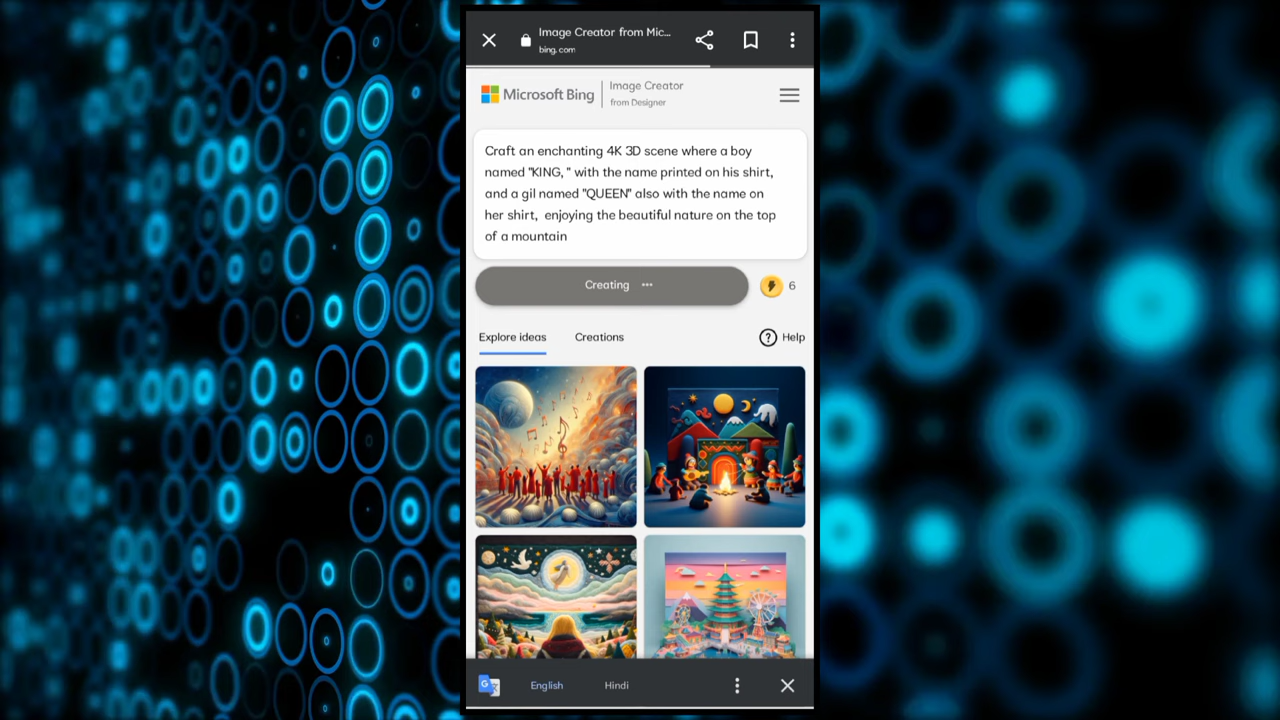 Image Creator from Mic...
bing.com
Microsoft Bing
Image Creator
from Designer
Craft an enchanting 4K 3D scene where a boy
named "KING, " with the name printed on his shirt,
and a gil named "QUEEN" also with the name on
her shirt,  enjoying the beautiful nature on the top
of a mountain
Creating ...
6
Explore ideas
Creations
Help
English
Hindi